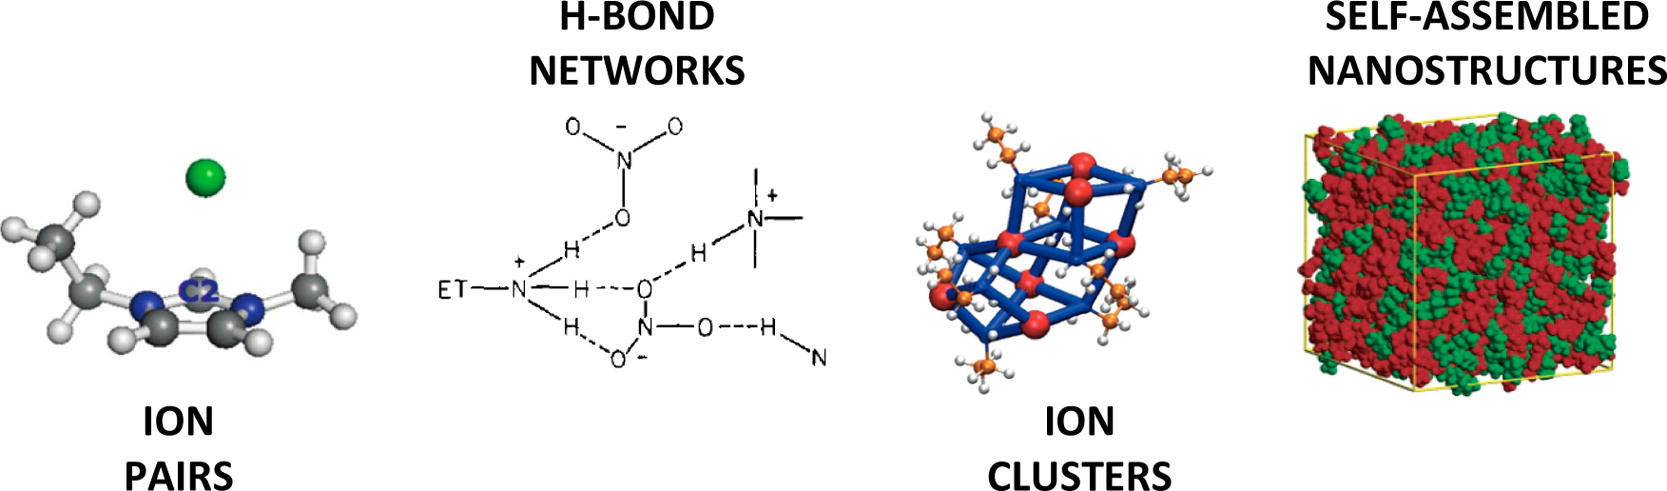 H-BOND
NETWORKS
SELF-ASSEMBLED
NANOSTRUCTURES
C2
O
−
O
N
O
+
N
H
H
+
ET
N
H
O
H
N
O
H
O
−
N
ION
PAIRS
ION
CLUSTERS